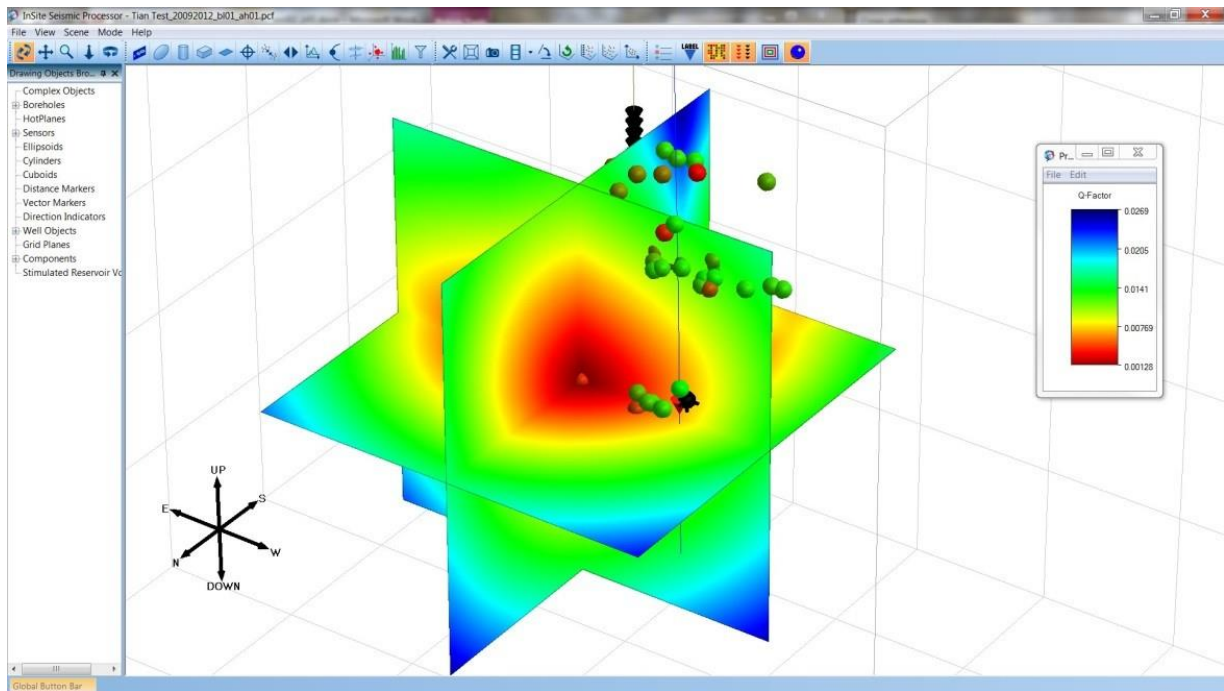 InSite Seismic Processor - Tian Test_20092012_bl01_ah01.pcf
File View Scene Mode Help
LABEL
Drawing Objects Bro...
Complex Objects
Boreholes
HotPlanes
Sensors
Ellipsoids
Cylinders
Cuboids
Distance Markers
Vector Markers
Direction Indicators
Well Objects
Grid Planes
Components
Stimulated Reservoir Vo
Pr...
File Edit
Q-Factor
0.0269
0.0205
0.0141
0.00769
0.00128
UP
E
S
N
W
DOWN
Global Button Bar